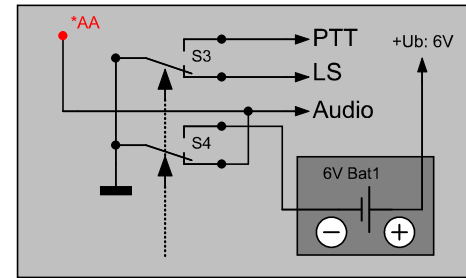 *AA
PTT
+Ub: 6V
S3
LS
Audio
S4
6V Bat1
− +